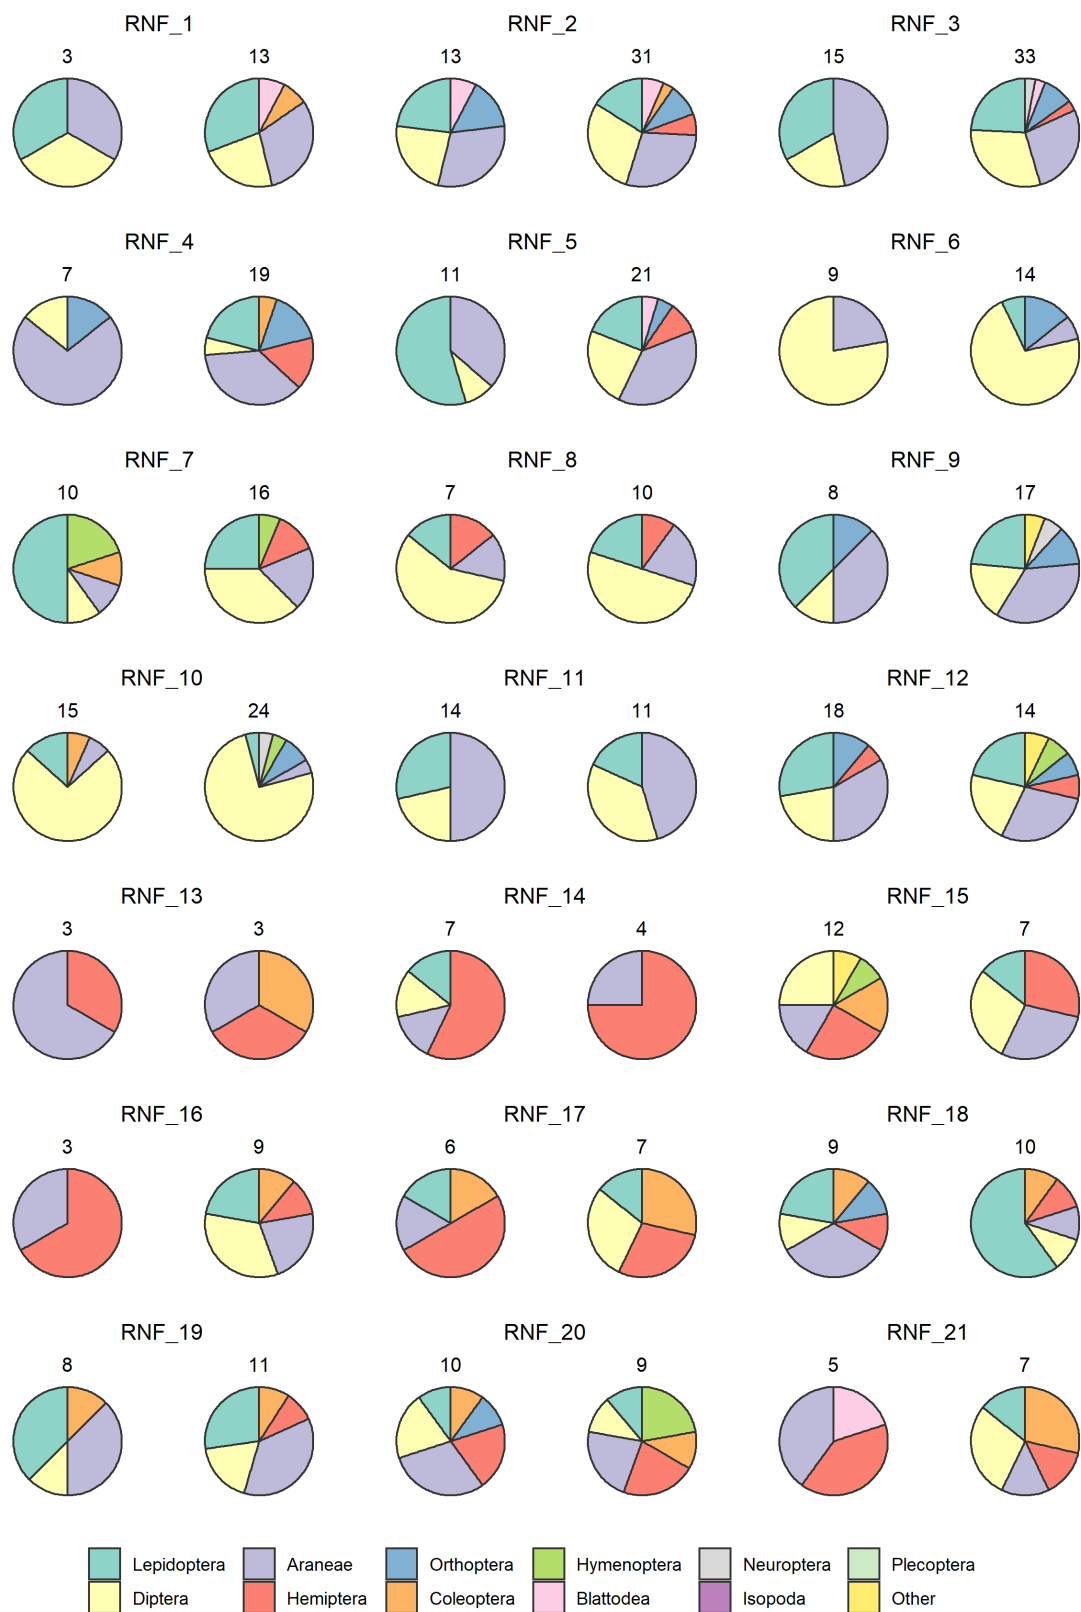 RNF_1 RNF_2 RNF_3
3 13 13 31 15 33
RNF_4 RNF_5 RNF_6
7 19 11 21 9 14
RNF_7 RNF_8 RNF_9
10 16 7 10 8 17
RNF_10 RNF_11 RNF_12
15 24 14 11 18 14
RNF_13 RNF_14 RNF_15
3 3 7 4 12 7
RNF_16 RNF_17 RNF_18
3 9 6 7 9 10
RNF_19 RNF_20 RNF_21
8 11 10 9 5 7
Lepidoptera Araneae Orthoptera Hymenoptera Neuroptera Plecoptera
Diptera Hemiptera Coleoptera Blattodea Isopoda Other